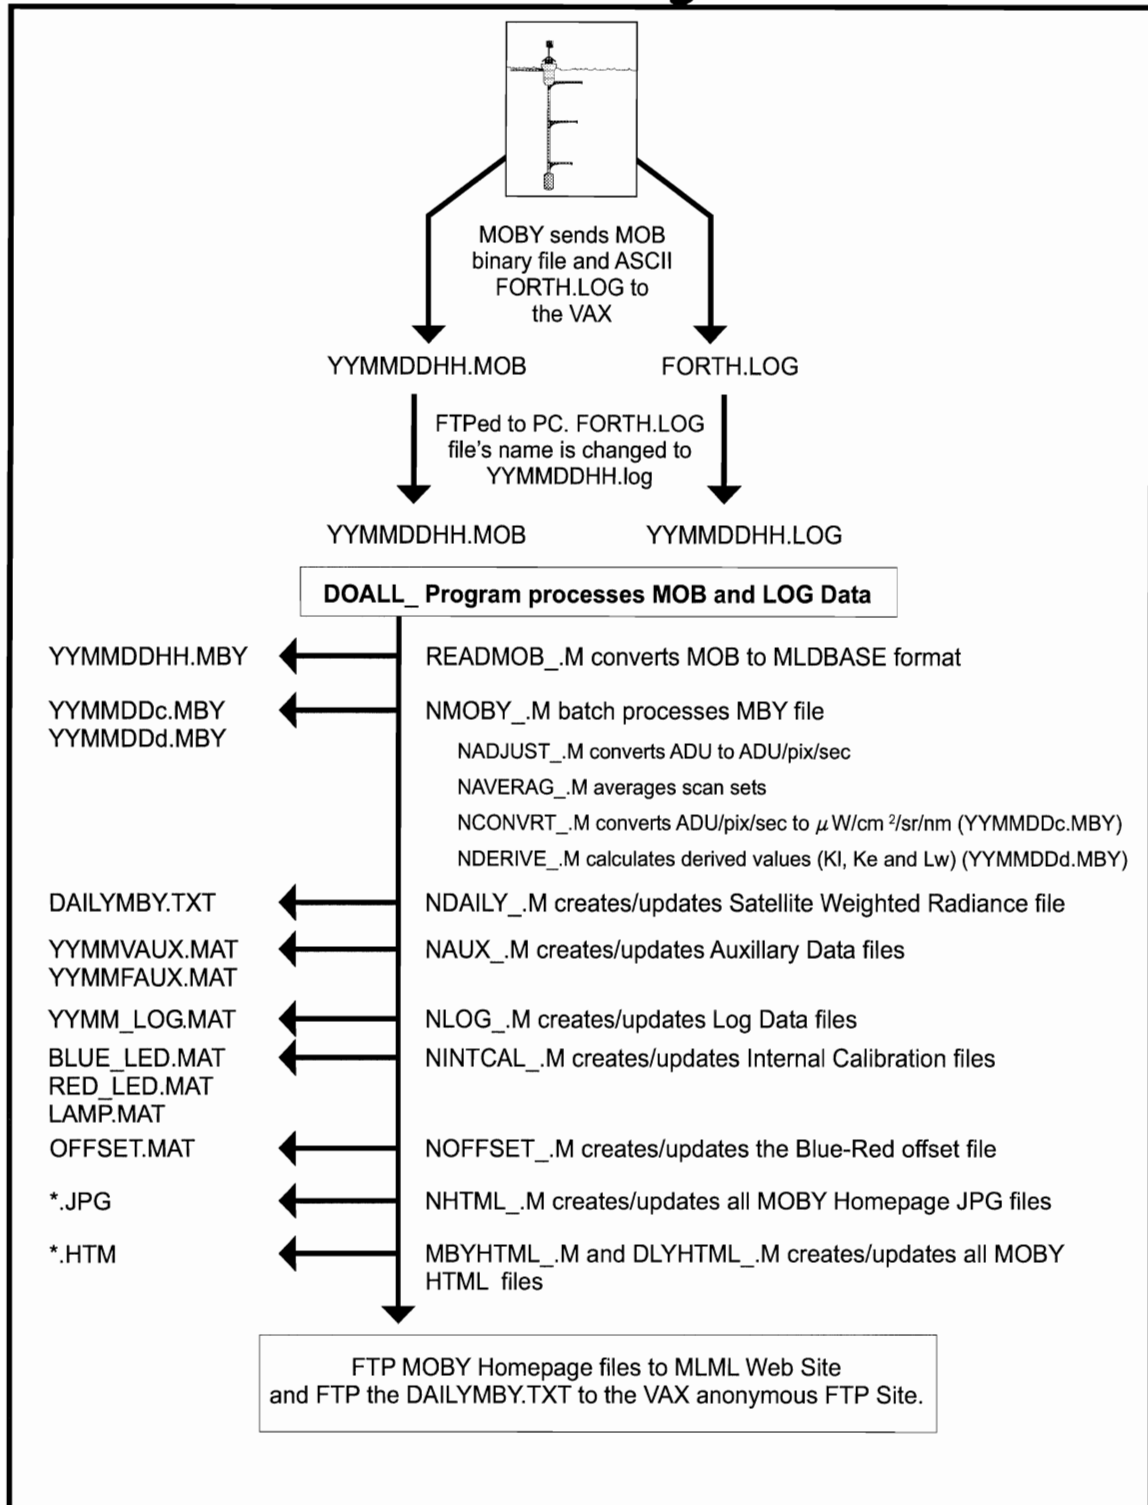 MOBY sends MOB
binary file and ASCII
FORTH.LOG to
the VAX
YYMMDDHH.MOB
FORTH.LOG
FTPed to PC. FORTH.LOG
file's name is changed to
YYMMDDHH.log
YYMMDDHH.MOB
YYMMDDHH.LOG
DOALL_ Program processes MOB and LOG Data
YYMMDDHH.MBY
READMOB_.M converts MOB to MLDBASE format
YYMMDDc.MBY
YYMMDDd.MBY
NMOBY_.M batch processes MBY file
NADJUST_.M converts ADU to ADU/pix/sec
NAVERAG_.M averages scan sets
NCONVRT_.M converts ADU/pix/sec to μW/cm²/sr/nm (YYMMDDc.MBY)
NDERIVE_.M calculates derived values (Kl, Ke and Lw) (YYMMDDd.MBY)
DAILYMBY.TXT
NDAILY_.M creates/updates Satellite Weighted Radiance file
YYMMVAUX.MAT
YYMMFAUX.MAT
NAUX_.M creates/updates Auxillary Data files
YYMM_LOG.MAT
NLOG_.M creates/updates Log Data files
BLUE_LED.MAT
RED_LED.MAT
LAMP.MAT
NINTCAL_.M creates/updates Internal Calibration files
OFFSET.MAT
NOFFSET_.M creates/updates the Blue-Red offset file
*.JPG
NHTML_.M creates/updates all MOBY Homepage JPG files
*.HTM
MBYHTML_.M and DLYHTML_.M creates/updates all MOBY
HTML files
FTP MOBY Homepage files to MLML Web Site
and FTP the DAILYMBY.TXT to the VAX anonymous FTP Site.